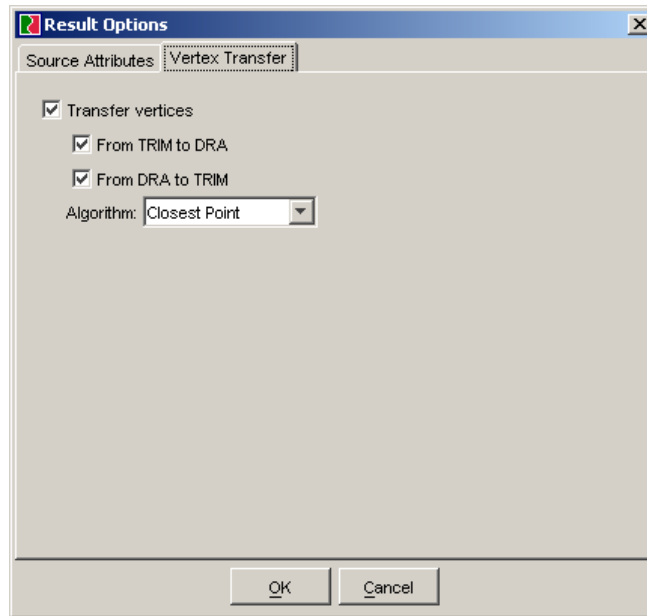 Result Options
Source Attributes Vertex Transfer
Transfer vertices
From TRIM to DRA
From DRA to TRIM
Algorithm: Closest Point
OK Cancel